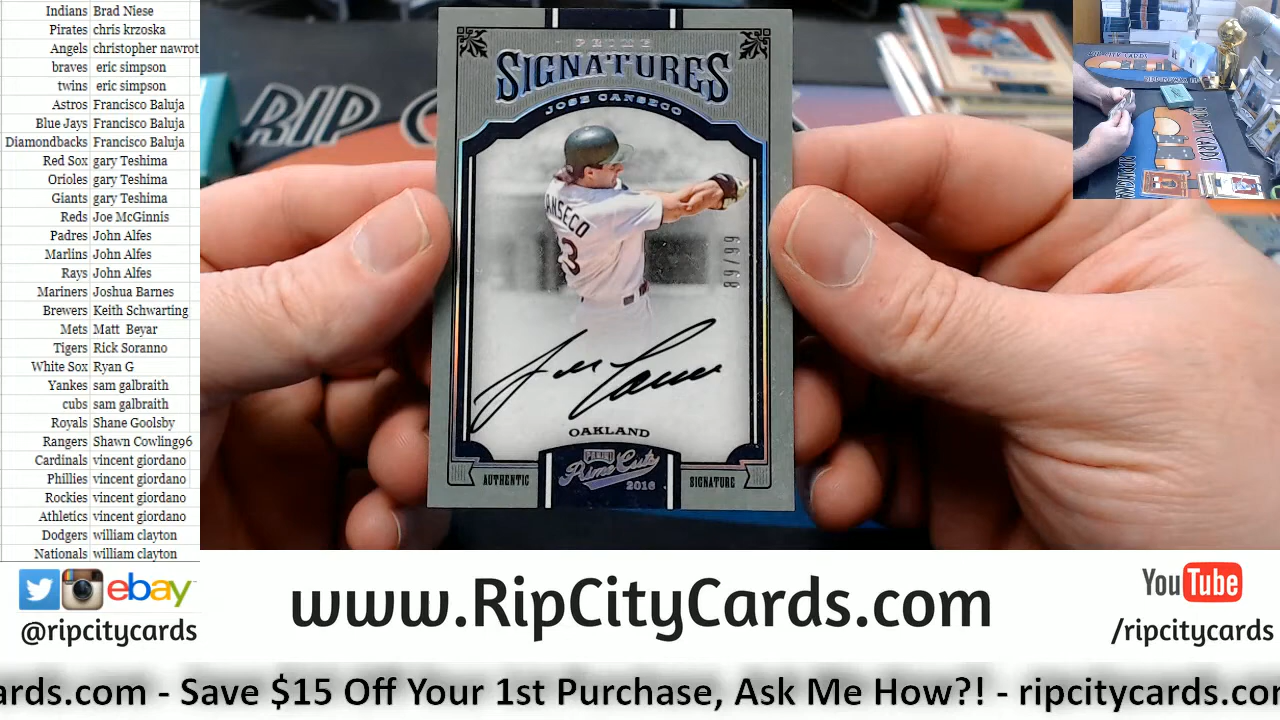 Indians Brad Niese
Pirates chris krzoska
Angels christopher nawrot
braves eric simpson
twins eric simpson
Astros Francisco Baluja
Blue Jays Francisco Baluja
Diamondbacks Francisco Baluja
Red Sox gary Teshima
Orioles gary Teshima
Giants gary Teshima
Reds Joe McGinnis
Padres John Alfes
Marlins John Alfes
Rays John Alfes
Mariners Joshua Barnes
Brewers Keith Schwarting
Mets Matt Beyar
Tigers Rick Soranno
White Sox Ryan G
Yankes sam galbraith
cubs sam galbraith
Royals Shane Goolsby
Rangers Shawn Cowling96
Cardinals vincent giordano
Phillies vincent giordano
Rockies vincent giordano
Athletics vincent giordano
Dodgers william clayton
Nationals william clayton
RIP
PRIME
SIGNATURES
JOSE CANSECO
ANSECO
3
OAKLAND
PANINI
Prime Cuts
2016
AUTHENTIC
SIGNATURE
ebay
@ripcitycards
www.RipCityCards.com
YouTube
/ripcitycards
ards.com - Save $15 Off Your 1st Purchase, Ask Me How?! - ripcitycards.co